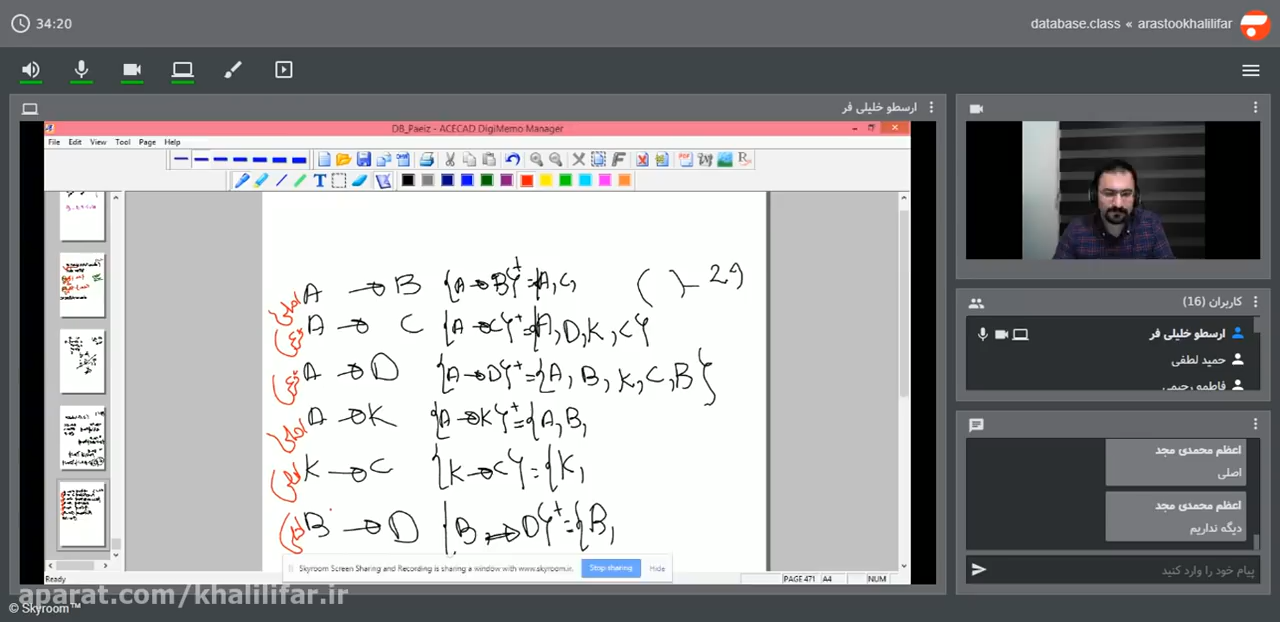 34:20
database.class « arastookhalilifar
ارسطو خلیلی فر
DB_Paeiz - ACECAD DigiMemo Manager
File Edit View Tool Page Help
( )- 29
A → B {A→B}⁺=A,C,
اصلی
A → C {A→C}⁺={A,D,K,C}
فرعی
A → D {A→D}⁺={A,B,K,C,B}
فرعی
A → K {A→K}⁺={A,B,
اصلی
K → C {K→C}={K,
اصلی
B → D {B→D}⁺={B,
Skyroom Screen Sharing and Recording is sharing a window with www.skyroom.ir.
Stop sharing
Hide
Ready
PAGE 471 A4 NUM
aparat.com/khalilifar.ir
© Skyroom™
کاربران (16)
ارسطو خلیلی فر
حمید لطفی
فاطمه رحیمی
اعظم محمدی مجد
اصلی
اعظم محمدی مجد
دیگه نداریم
پیام خود را وارد کنید